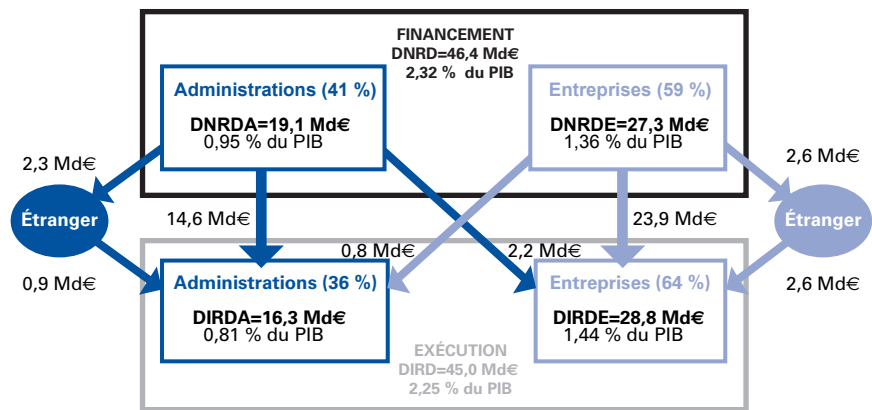 FINANCEMENT
DNRD=46,4 Md€
2,32 % du PIB
Administrations (41 %)
DNRDA=19,1 Md€
0,95 % du PIB
Entreprises (59 %)
DNRDE=27,3 Md€
1,36 % du PIB
2,3 Md€
2,6 Md€
Étranger
14,6 Md€
23,9 Md€
Étranger
0,8 Md€
2,2 Md€
0,9 Md€
2,6 Md€
Administrations (36 %)
DIRDA=16,3 Md€
0,81 % du PIB
Entreprises (64 %)
DIRDE=28,8 Md€
1,44 % du PIB
EXÉCUTION
DIRD=45,0 Md€
2,25 % du PIB